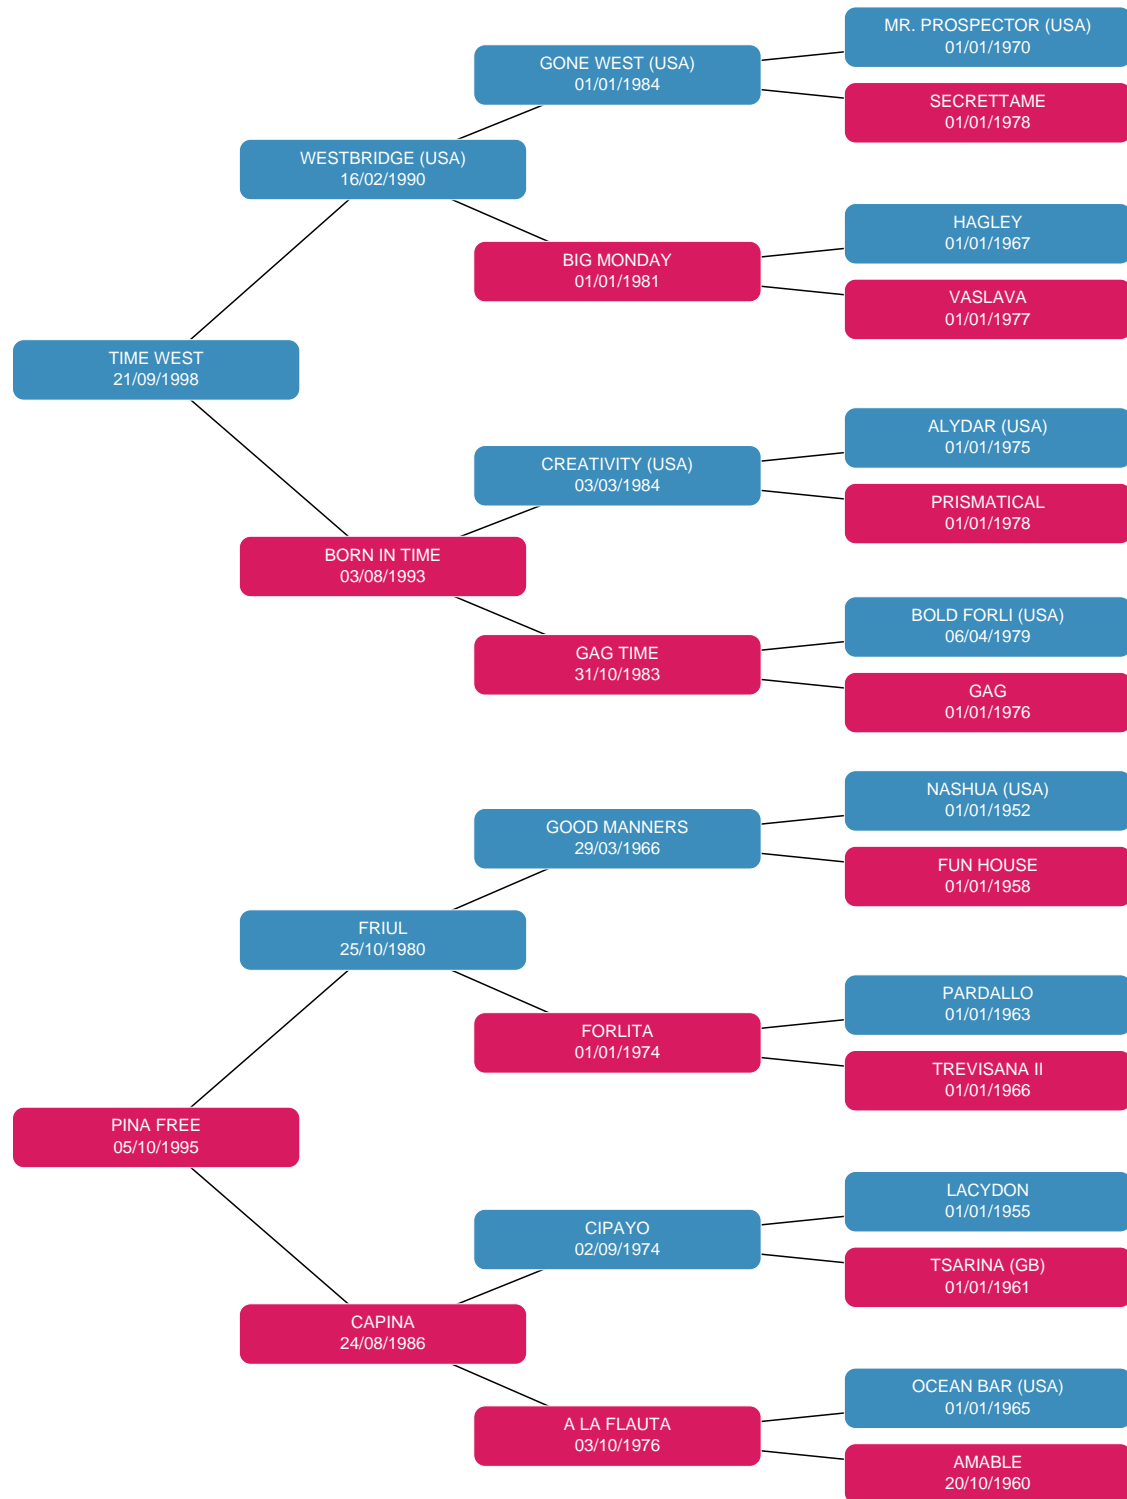 MR. PROSPECTOR (USA)
01/01/1970
GONE WEST (USA)
01/01/1984
SECRETTAME
01/01/1978
WESTBRIDGE (USA)
16/02/1990
HAGLEY
01/01/1967
BIG MONDAY
01/01/1981
VASLAVA
01/01/1977
TIME WEST
21/09/1998
ALYDAR (USA)
01/01/1975
CREATIVITY (USA)
03/03/1984
PRISMATICAL
01/01/1978
BORN IN TIME
03/08/1993
BOLD FORLI (USA)
06/04/1979
GAG TIME
31/10/1983
GAG
01/01/1976
NASHUA (USA)
01/01/1952
GOOD MANNERS
29/03/1966
FUN HOUSE
01/01/1958
FRIUL
25/10/1980
PARDALLO
01/01/1963
FORLITA
01/01/1974
TREVISANA II
01/01/1966
PINA FREE
05/10/1995
LACYDON
01/01/1955
CIPAYO
02/09/1974
TSARINA (GB)
01/01/1961
CAPINA
24/08/1986
OCEAN BAR (USA)
01/01/1965
A LA FLAUTA
03/10/1976
AMABLE
20/10/1960